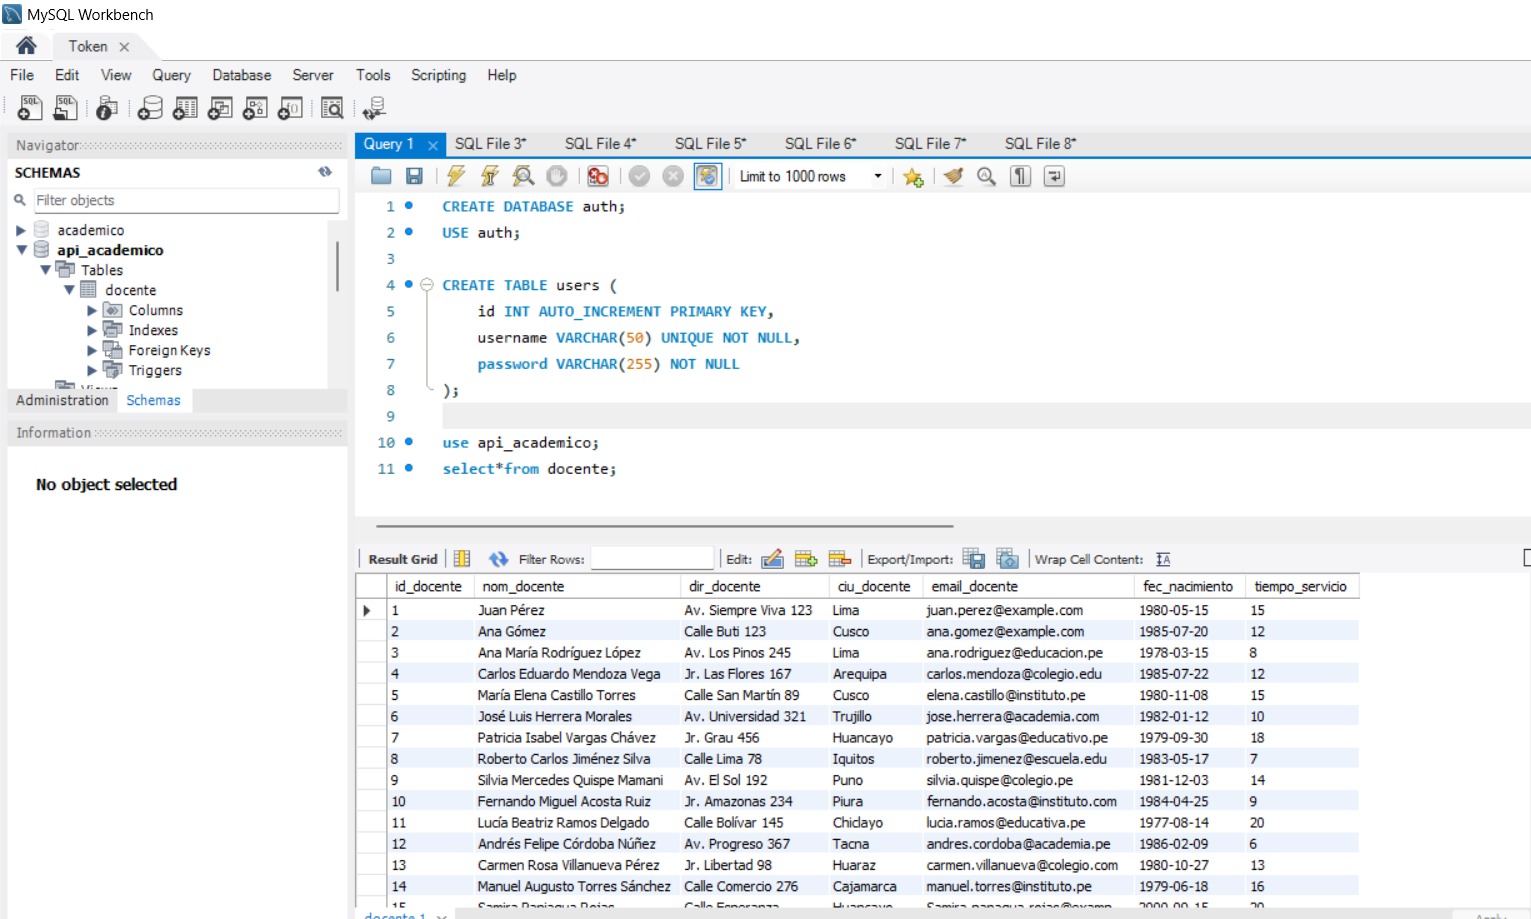 MySQL Workbench
Token
File Edit View Query Database Server Tools Scripting Help
Navigator
SCHEMAS
Filter objects
academico
api_academico
Tables
docente
Columns
Indexes
Foreign Keys
Triggers
Views
Administration Schemas
Information
No object selected
Query 1 SQL File 3* SQL File 4* SQL File 5* SQL File 6* SQL File 7* SQL File 8*
Limit to 1000 rows
1 CREATE DATABASE auth;
2 USE auth;
3
4 CREATE TABLE users (
5 id INT AUTO_INCREMENT PRIMARY KEY,
6 username VARCHAR(50) UNIQUE NOT NULL,
7 password VARCHAR(255) NOT NULL
8 );
9
10 use api_academico;
11 select*from docente;
Result Grid Filter Rows: Edit: Export/Import: Wrap Cell Content:
id_docente nom_docente dir_docente ciu_docente email_docente fec_nacimiento tiempo_servicio
1 Juan Pérez Av. Siempre Viva 123 Lima juan.perez@example.com 1980-05-15 15
2 Ana Gómez Calle Buti 123 Cusco ana.gomez@example.com 1985-07-20 12
3 Ana María Rodríguez López Av. Los Pinos 245 Lima ana.rodriguez@educacion.pe 1978-03-15 8
4 Carlos Eduardo Mendoza Vega Jr. Las Flores 167 Arequipa carlos.mendoza@colegio.edu 1985-07-22 12
5 María Elena Castillo Torres Calle San Martín 89 Cusco elena.castillo@instituto.pe 1980-11-08 15
6 José Luis Herrera Morales Av. Universidad 321 Trujillo jose.herrera@academia.com 1982-01-12 10
7 Patricia Isabel Vargas Chávez Jr. Grau 456 Huancayo patricia.vargas@educativo.pe 1979-09-30 18
8 Roberto Carlos Jiménez Silva Calle Lima 78 Iquitos roberto.jimenez@escuela.edu 1983-05-17 7
9 Silvia Mercedes Quispe Mamani Av. El Sol 192 Puno silvia.quispe@colegio.pe 1981-12-03 14
10 Fernando Miguel Acosta Ruiz Jr. Amazonas 234 Piura fernando.acosta@instituto.com 1984-04-25 9
11 Lucía Beatriz Ramos Delgado Calle Bolívar 145 Chiclayo lucia.ramos@educativa.pe 1977-08-14 20
12 Andrés Felipe Córdoba Núñez Av. Progreso 367 Tacna andres.cordoba@academia.pe 1986-02-09 6
13 Carmen Rosa Villanueva Pérez Jr. Libertad 98 Huaraz carmen.villanueva@colegio.com 1980-10-27 13
14 Manuel Augusto Torres Sánchez Calle Comercio 276 Cajamarca manuel.torres@instituto.pe 1979-06-18 16
15 Samira Paniagua Rojas Calle Esperanza Huancayo 2000-09-15 20
docente 1
Apply